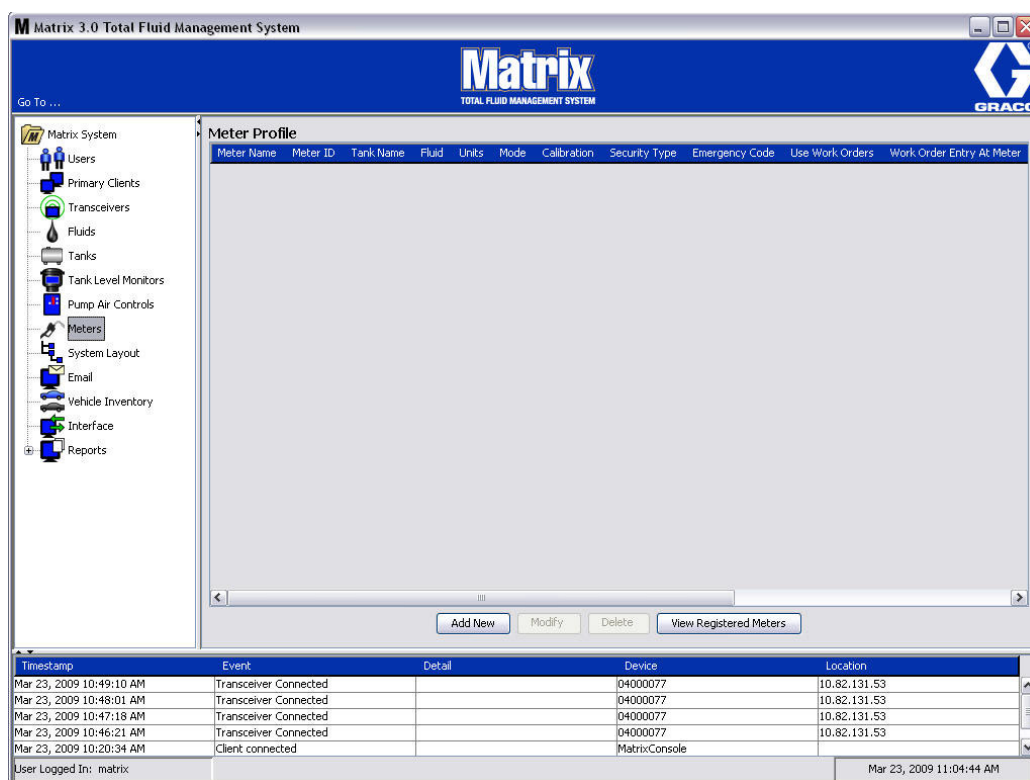 M Matrix 3.0 Total Fluid Management System
Matrix
TOTAL FLUID MANAGEMENT SYSTEM
GRACO
Go To ...
Matrix System
Users
Primary Clients
Transceivers
Fluids
Tanks
Tank Level Monitors
Pump Air Controls
Meters
System Layout
Email
Vehicle Inventory
Interface
Reports
Meter Profile
Meter Name Meter ID Tank Name Fluid Units Mode Calibration Security Type Emergency Code Use Work Orders Work Order Entry At Meter
Add New Modify Delete View Registered Meters
Timestamp Event Detail Device Location
Mar 23, 2009 10:49:10 AM Transceiver Connected 04000077 10.82.131.53
Mar 23, 2009 10:48:01 AM Transceiver Connected 04000077 10.82.131.53
Mar 23, 2009 10:47:18 AM Transceiver Connected 04000077 10.82.131.53
Mar 23, 2009 10:46:21 AM Transceiver Connected 04000077 10.82.131.53
Mar 23, 2009 10:20:34 AM Client connected MatrixConsole
User Logged In: matrix Mar 23, 2009 11:04:44 AM